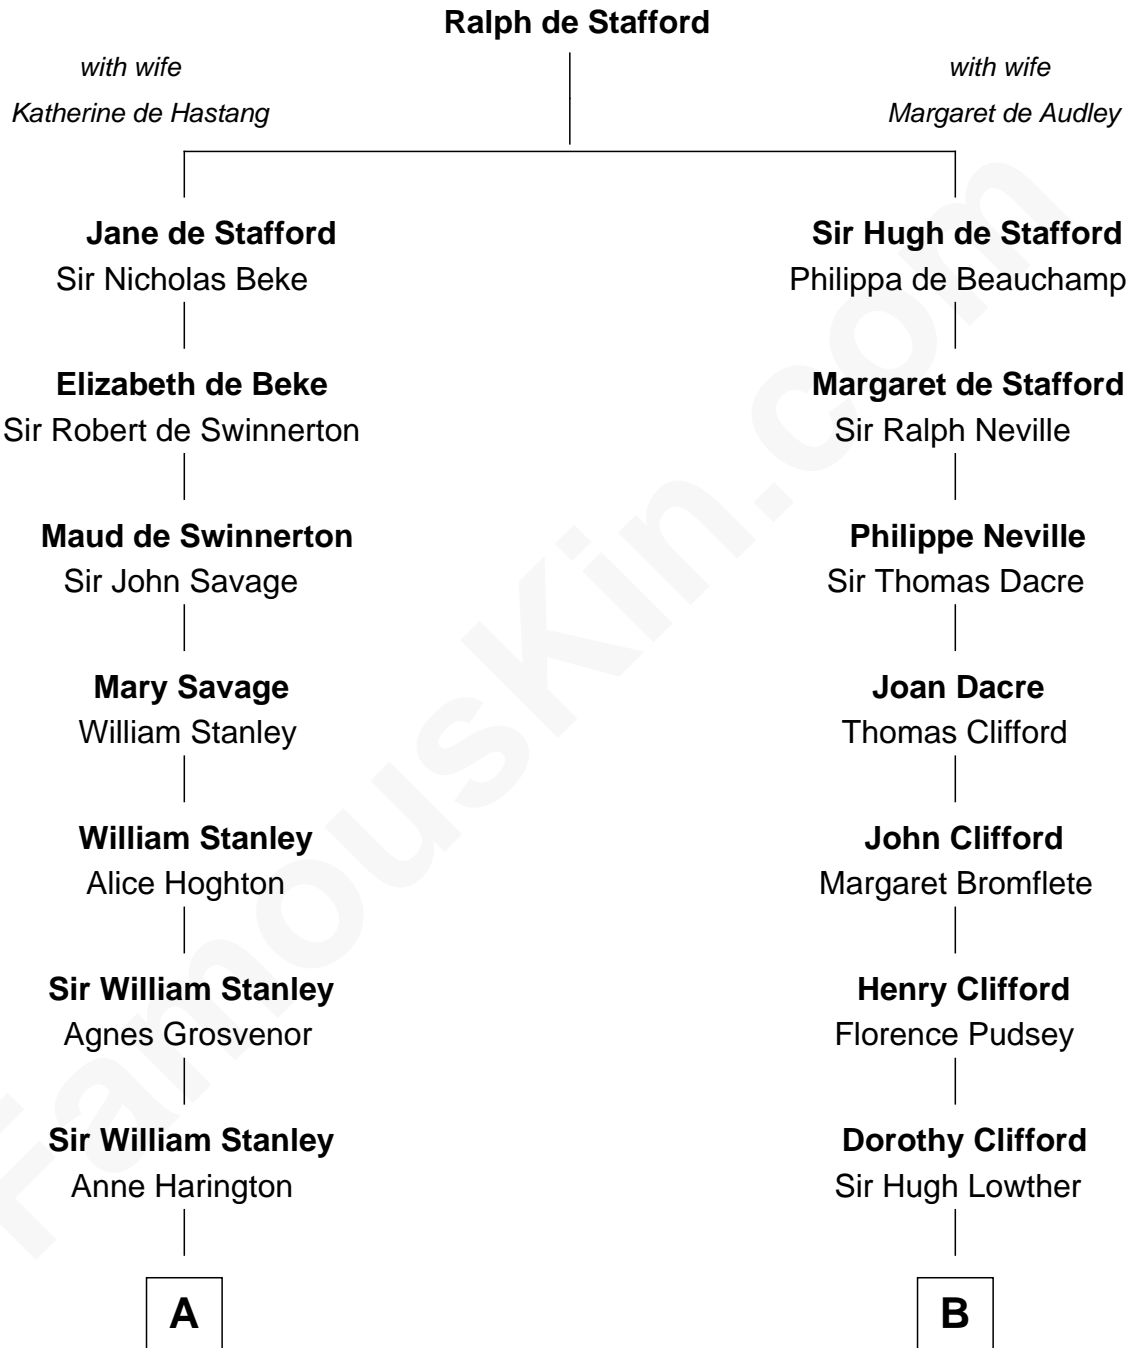 Ralph de Stafford
with wife
Katherine de Hastang
with wife
Margaret de Audley
Jane de Stafford
Sir Nicholas Beke
Sir Hugh de Stafford
Philippa de Beauchamp
Elizabeth de Beke
Sir Robert de Swinnerton
Margaret de Stafford
Sir Ralph Neville
Maud de Swinnerton
Sir John Savage
Philippe Neville
Sir Thomas Dacre
Mary Savage
William Stanley
Joan Dacre
Thomas Clifford
William Stanley
Alice Hoghton
John Clifford
Margaret Bromflete
Sir William Stanley
Agnes Grosvenor
Henry Clifford
Florence Pudsey
Sir William Stanley
Anne Harington
Dorothy Clifford
Sir Hugh Lowther
A
B
FamousKin.com